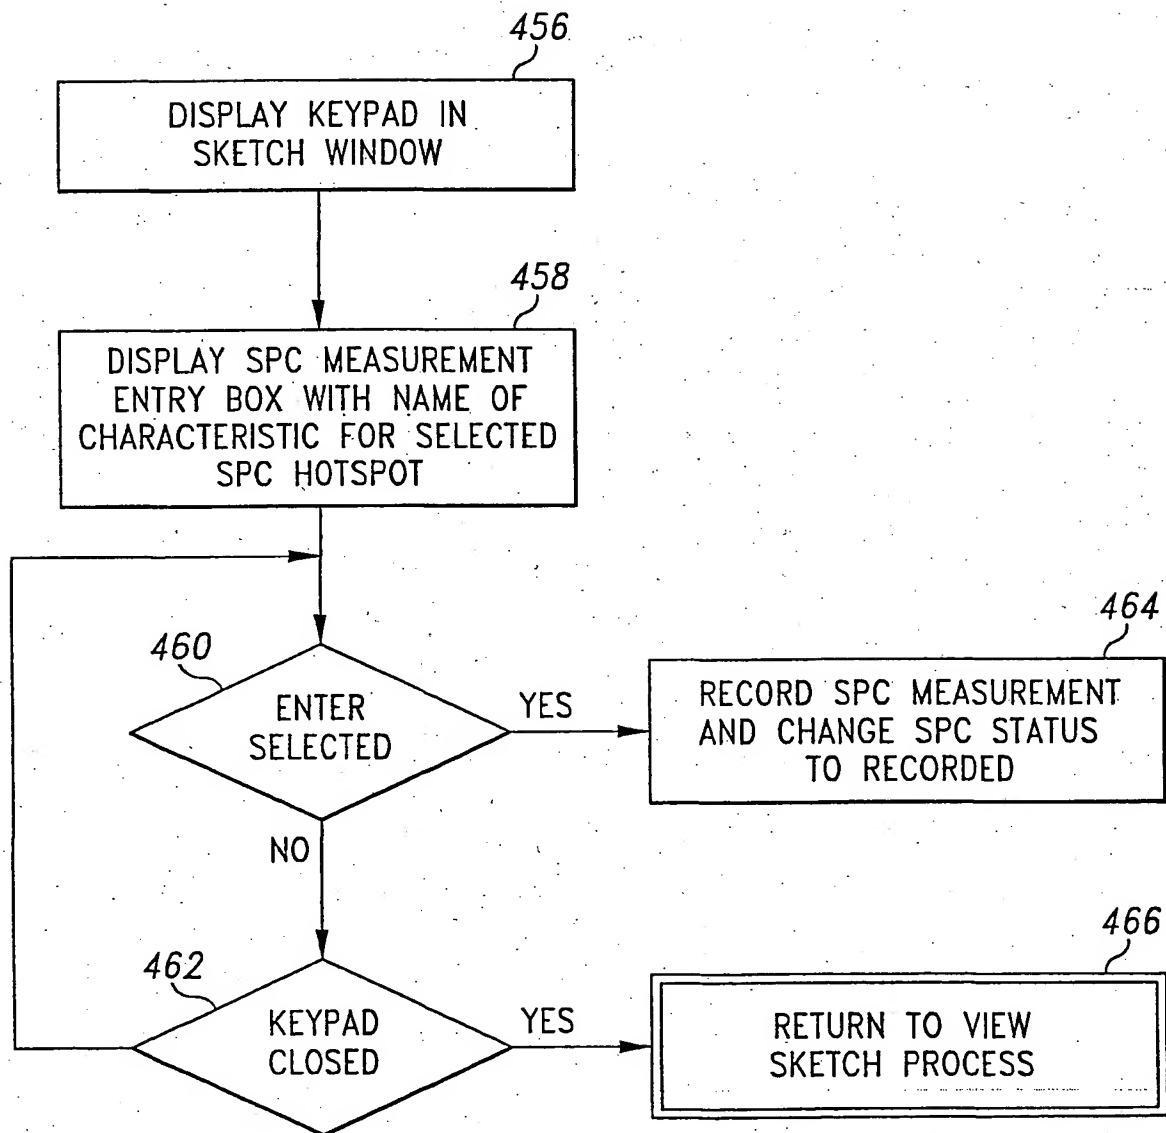 456
DISPLAY KEYPAD IN
SKETCH WINDOW
458
DISPLAY SPC MEASUREMENT
ENTRY BOX WITH NAME OF
CHARACTERISTIC FOR SELECTED
SPC HOTSPOT
460
ENTER
SELECTED
YES
464
RECORD SPC MEASUREMENT
AND CHANGE SPC STATUS
TO RECORDED
NO
462
KEYPAD
CLOSED
YES
466
RETURN TO VIEW
SKETCH PROCESS